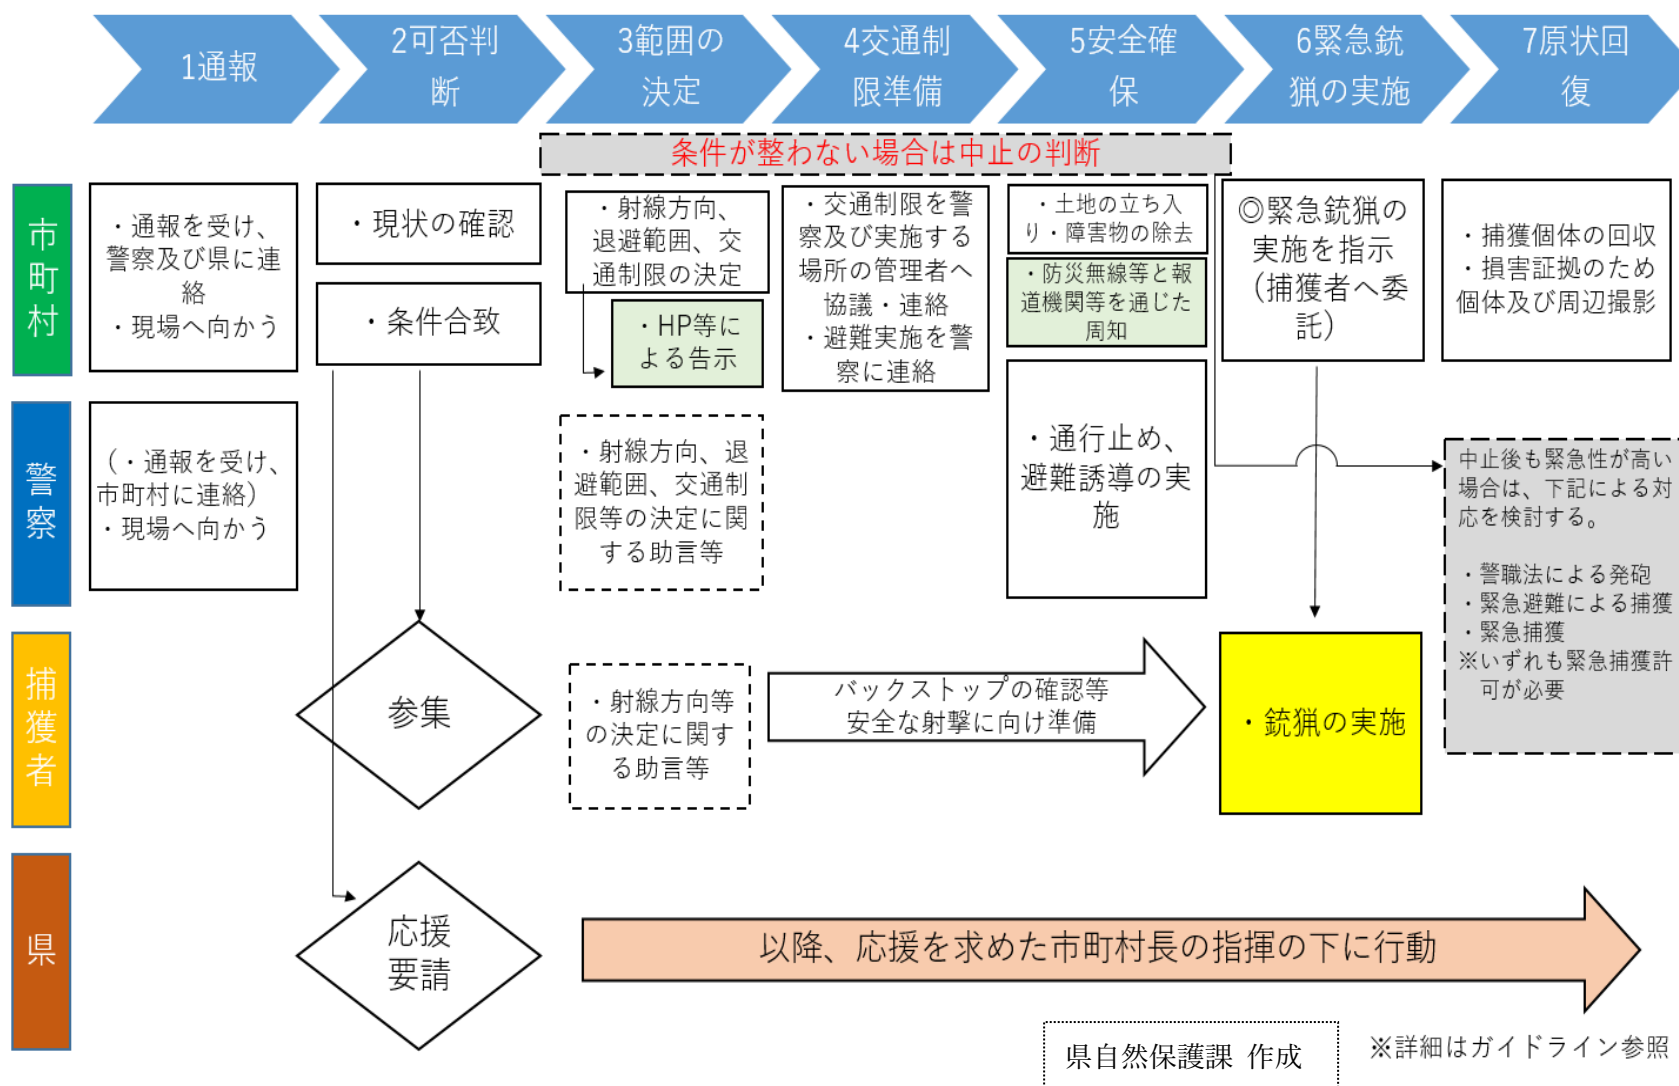 1通報
2可否判
断
3範囲の
決定
4交通制
限準備
5安全確
保
6緊急銃
猟の実施
7原状回
復
条件が整わない場合は中止の判断
市町村
・通報を受け、
警察及び県に連
絡
・現場へ向かう
・現状の確認
・条件合致
・射線方向、
退避範囲、交
通制限の決定
・HP等に
よる告示
・交通制限を警
察及び実施する
場所の管理者へ
協議・連絡
・避難実施を警
察に連絡
・土地の立ち入
り・障害物の除去
・防災無線等と報
道機関等を通じた
周知
◎緊急銃猟の
実施を指示
（捕獲者へ委
託）
・捕獲個体の回収
・損害証拠のため
個体及び周辺撮影
警察
（・通報を受け、
市町村に連絡）
・現場へ向かう
・射線方向、退
避範囲、交通制
限等の決定に関
する助言等
・通行止め、
避難誘導の実
施
中止後も緊急性が高い
場合は、下記による対
応を検討する。
・警職法による発砲
・緊急避難による捕獲
・緊急捕獲
※いずれも緊急捕獲許
可が必要
捕獲者
参集
・射線方向等
の決定に関す
る助言等
バックストップの確認等
安全な射撃に向け準備
・銃猟の実施
県
応援
要請
以降、応援を求めた市町村長の指揮の下に行動
県自然保護課 作成
※詳細はガイドライン参照